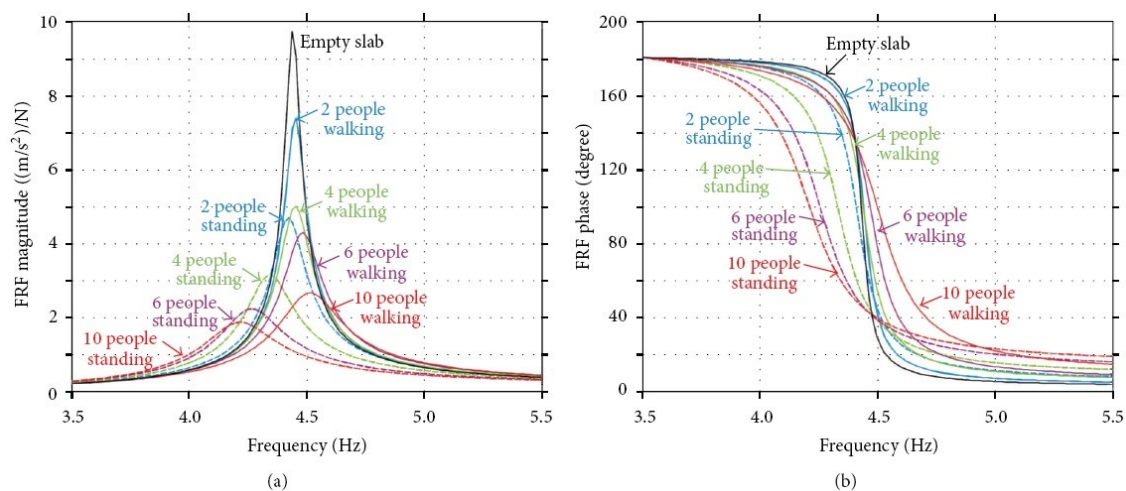 10
8
6
4
2
0
FRF magnitude ((m/s²)/N)
Empty slab
2 people
walking
4 people
walking
2 people
standing
4 people
standing
6 people
walking
6 people
standing
10 people
walking
10 people
standing
3.5 4.0 4.5 5.0 5.5
Frequency (Hz)
(a)
200
160
120
80
40
0
FRF phase (degree)
Empty slab
2 people
walking
2 people
standing
4 people
walking
4 people
standing
6 people
standing
6 people
walking
10 people
standing
10 people
walking
3.5 4.0 4.5 5.0 5.5
Frequency (Hz)
(b)